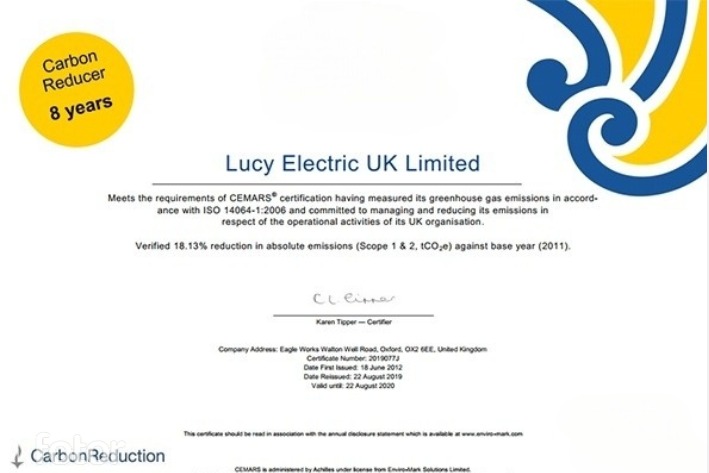 Carbon
Reducer
8 years
Lucy Electric UK Limited
Meets the requirements of CEMARS® certification having measured its greenhouse gas emissions in accord-
ance with ISO 14064-1:2006 and committed to managing and reducing its emissions in
respect of the operational activities of its UK organisation.
Verified 18.13% reduction in absolute emissions (Scope 1 & 2, tCO₂e) against base year (2011).
Karen Tipper — Certifier
Company Address: Eagle Works Walton Well Road, Oxford, OX2 6EE, United Kingdom
Certificate Number: 2019077J
Date First Issued: 18 June 2012
Date Reissued: 22 August 2019
Valid until: 22 August 2020
This certificate should be read in association with the annual disclosure statement which is available at www.enviro-mark.com
CarbonReduction
CEMARS is administered by Achilles under license from Enviro•Mark Solutions Limited.